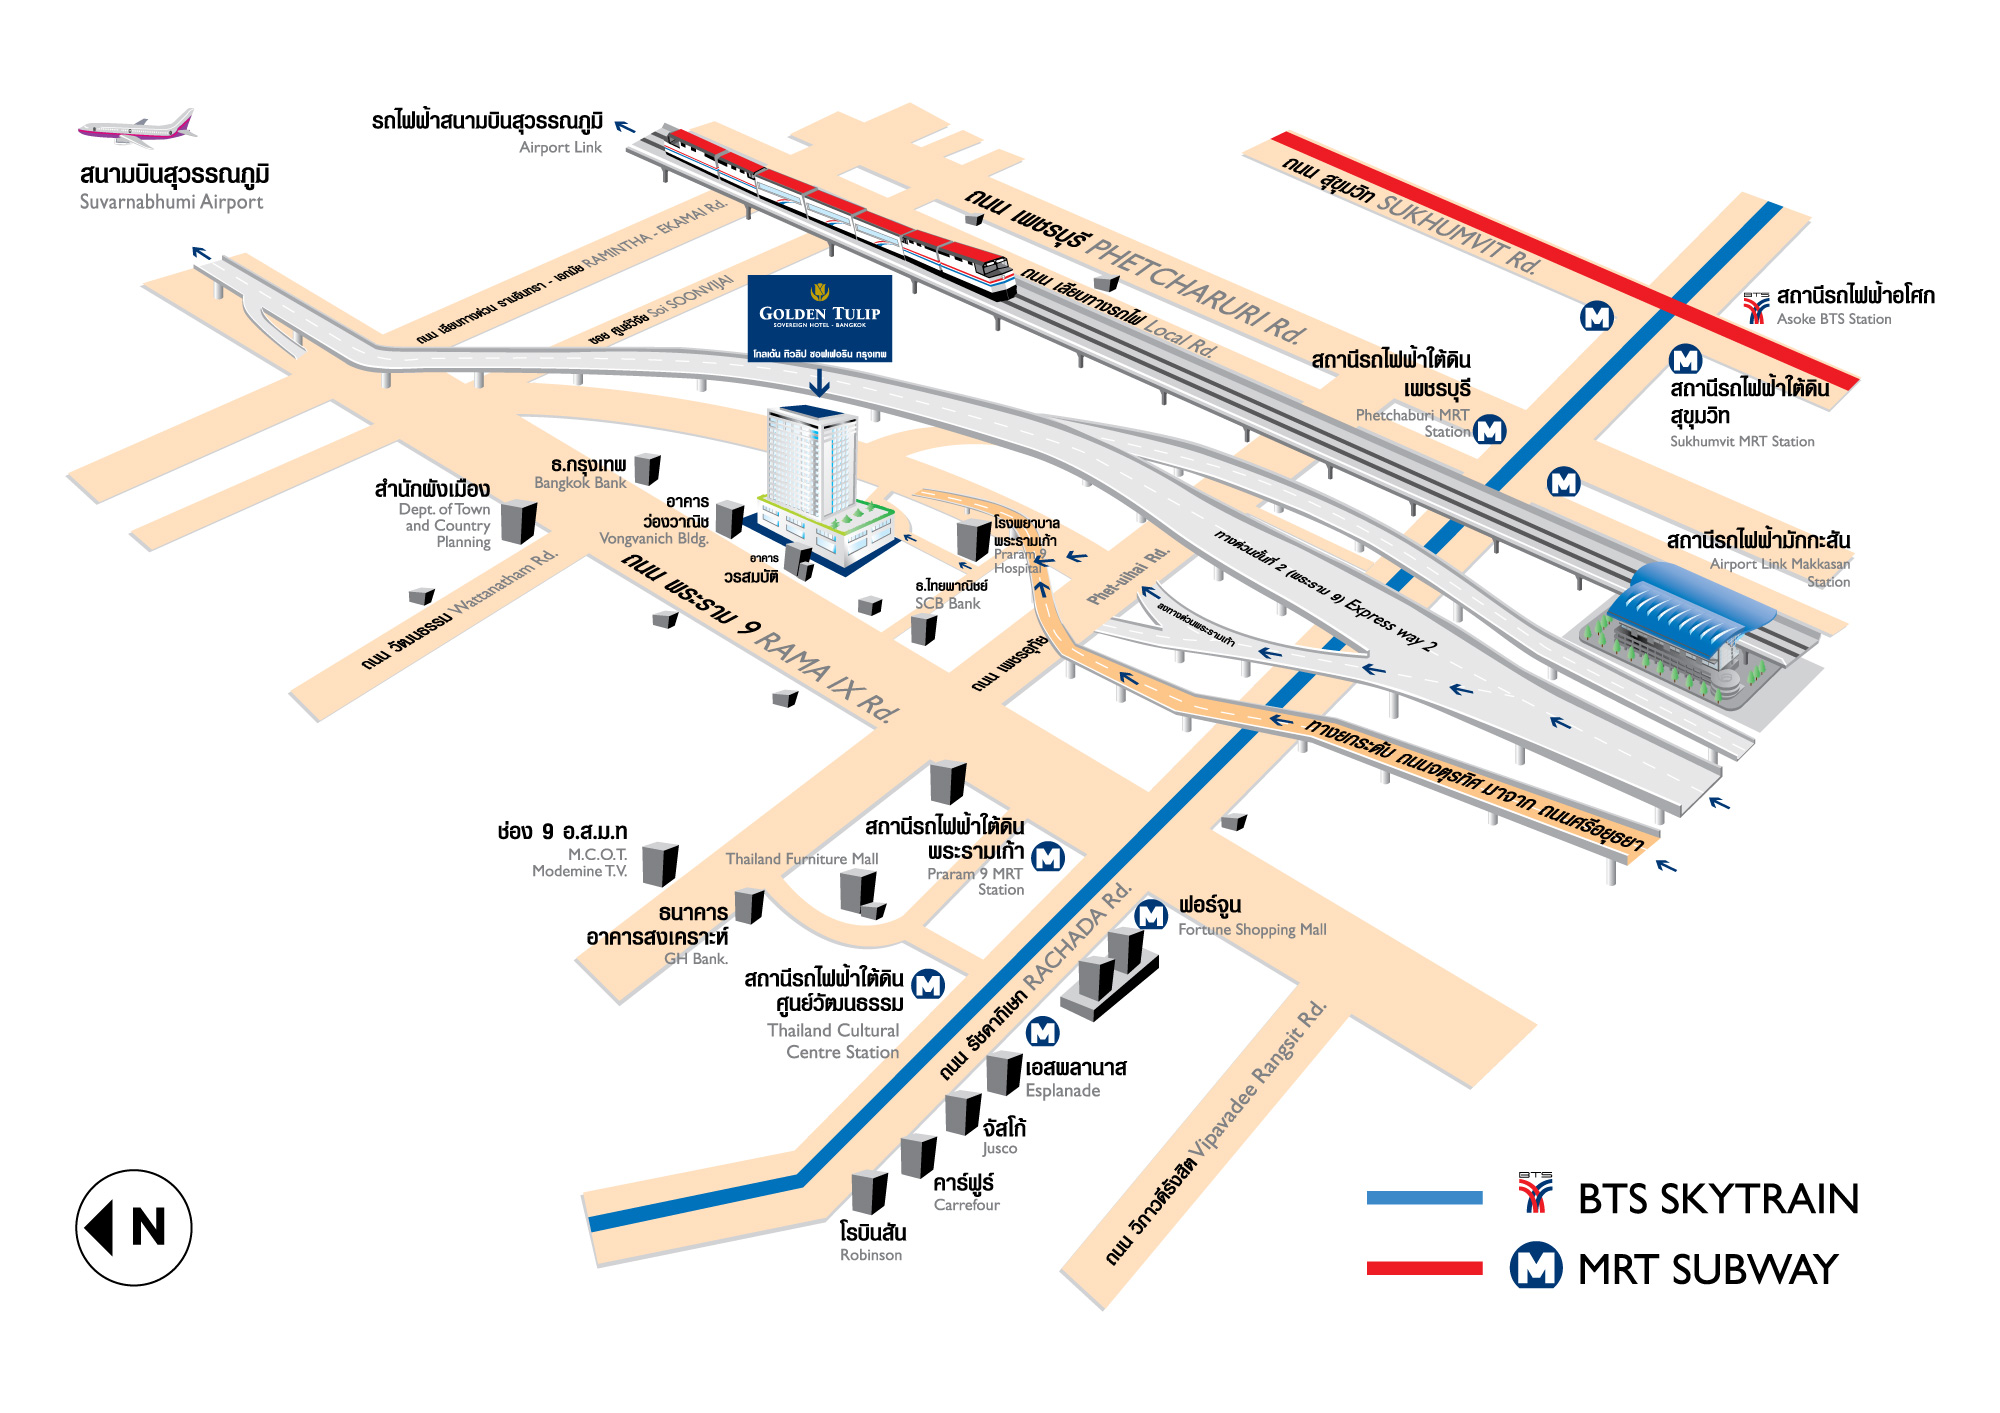 รถไฟฟ้าสนามบินสุวรรณภูมิ
Airport Link
สนามบินสุวรรณภูมิ
Suvarnabhumi Airport
ถนน สุขุมวิท SUKHUMVIT Rd.
ถนน เพชรบุรี PHETCHARURI Rd.
ถนน เลียบทางรถไฟ Local Rd.
ถนน เลียบทางด่วน รามอินทรา - เอกมัย RAMINTHA - EKAMAI Rd.
ซอย ศูนย์วิจัย Soi SOONVIJAI
GOLDEN TULIP
SOVEREIGN HOTEL - BANGKOK
โกลเด้น ทิวลิป ซอฟเฟอริน กรุงเทพ
BTS
สถานีรถไฟฟ้าอโศก
Asoke BTS Station
M
M
สถานีรถไฟฟ้าใต้ดิน
สุขุมวิท
Sukhumvit MRT Station
สถานีรถไฟฟ้าใต้ดิน
เพชรบุรี
Phetchaburi MRT
Station
M
M
สถานีรถไฟฟ้ามักกะสัน
Airport Link Makkasan
Station
ธ.กรุงเทพ
Bangkok Bank
สำนักผังเมือง
Dept. of Town
and Country
Planning
อาคาร
ว่องวาณิช
Vongvanich Bldg.
อาคาร
วรสมบัติ
โรงพยาบาล
พระรามเก้า
Praram 9
Hospital
ธ.ไทยพาณิชย์
SCB Bank
ทางด่วนขั้นที่ 2 (พระราม 9) Express way 2
ลงทางด่วนพระรามเก้า
Phet-uihai Rd.
ถนน เพชรอุทัย
ถนน วัฒนธรรม Wattanatham Rd.
ถนน พระราม 9 RAMA IX Rd.
ทางยกระดับ ถนนจตุรทิศ มาจาก ถนนศรีอยุธยา
ช่อง 9 อ.ส.ม.ท
M.C.O.T.
Modernine T.V.
Thailand Furniture Mall
สถานีรถไฟฟ้าใต้ดิน
พระรามเก้า
Praram 9 MRT
Station
M
ธนาคาร
อาคารสงเคราะห์
GH Bank.
M
ฟอร์จูน
Fortune Shopping Mall
สถานีรถไฟฟ้าใต้ดิน
ศูนย์วัฒนธรรม
Thailand Cultural
Centre Station
M
ถนน รัชดาภิเษก RACHADA Rd.
M
เอสพลานาส
Esplanade
จัสโก้
Jusco
คาร์ฟูร์
Carrefour
โรบินสัน
Robinson
ถนน วิภาวดีรังสิต Vipavadee Rangsit Rd.
N
BTS
BTS SKYTRAIN
M
MRT SUBWAY